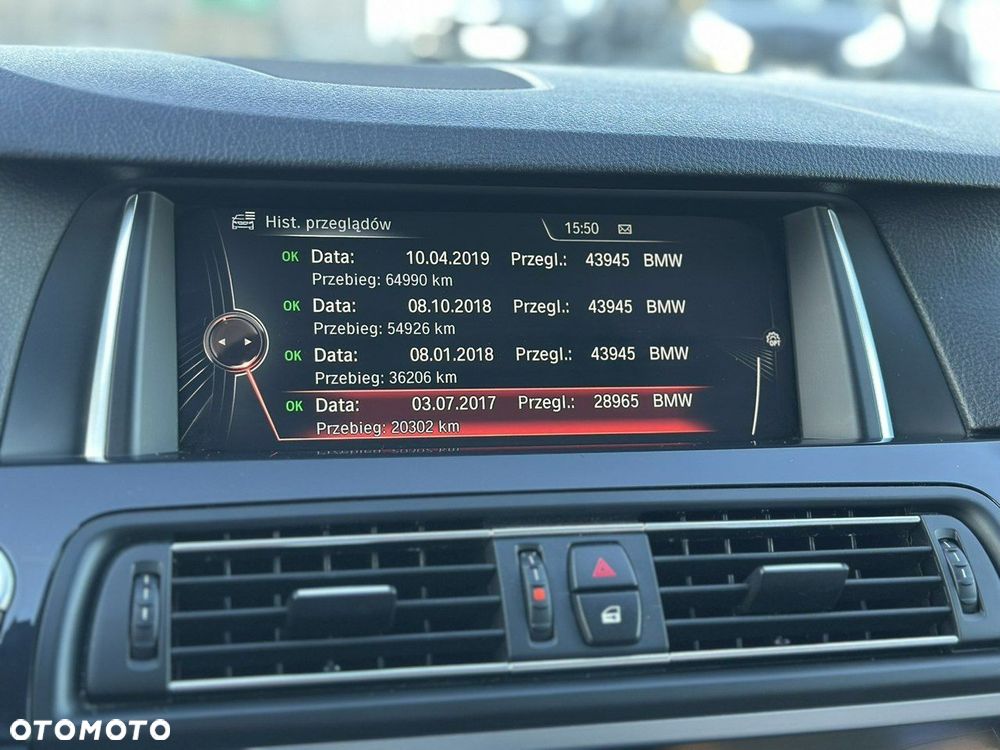 Hist. przeglądów 15:50
OK Data: 10.04.2019 Przegl.: 43945 BMW
Przebieg: 64990 km
OK Data: 08.10.2018 Przegl.: 43945 BMW
Przebieg: 54926 km
OK Data: 08.01.2018 Przegl.: 43945 BMW
Przebieg: 36206 km
OPT
OK Data: 03.07.2017 Przegl.: 28965 BMW
Przebieg: 20302 km
OTOMOTO